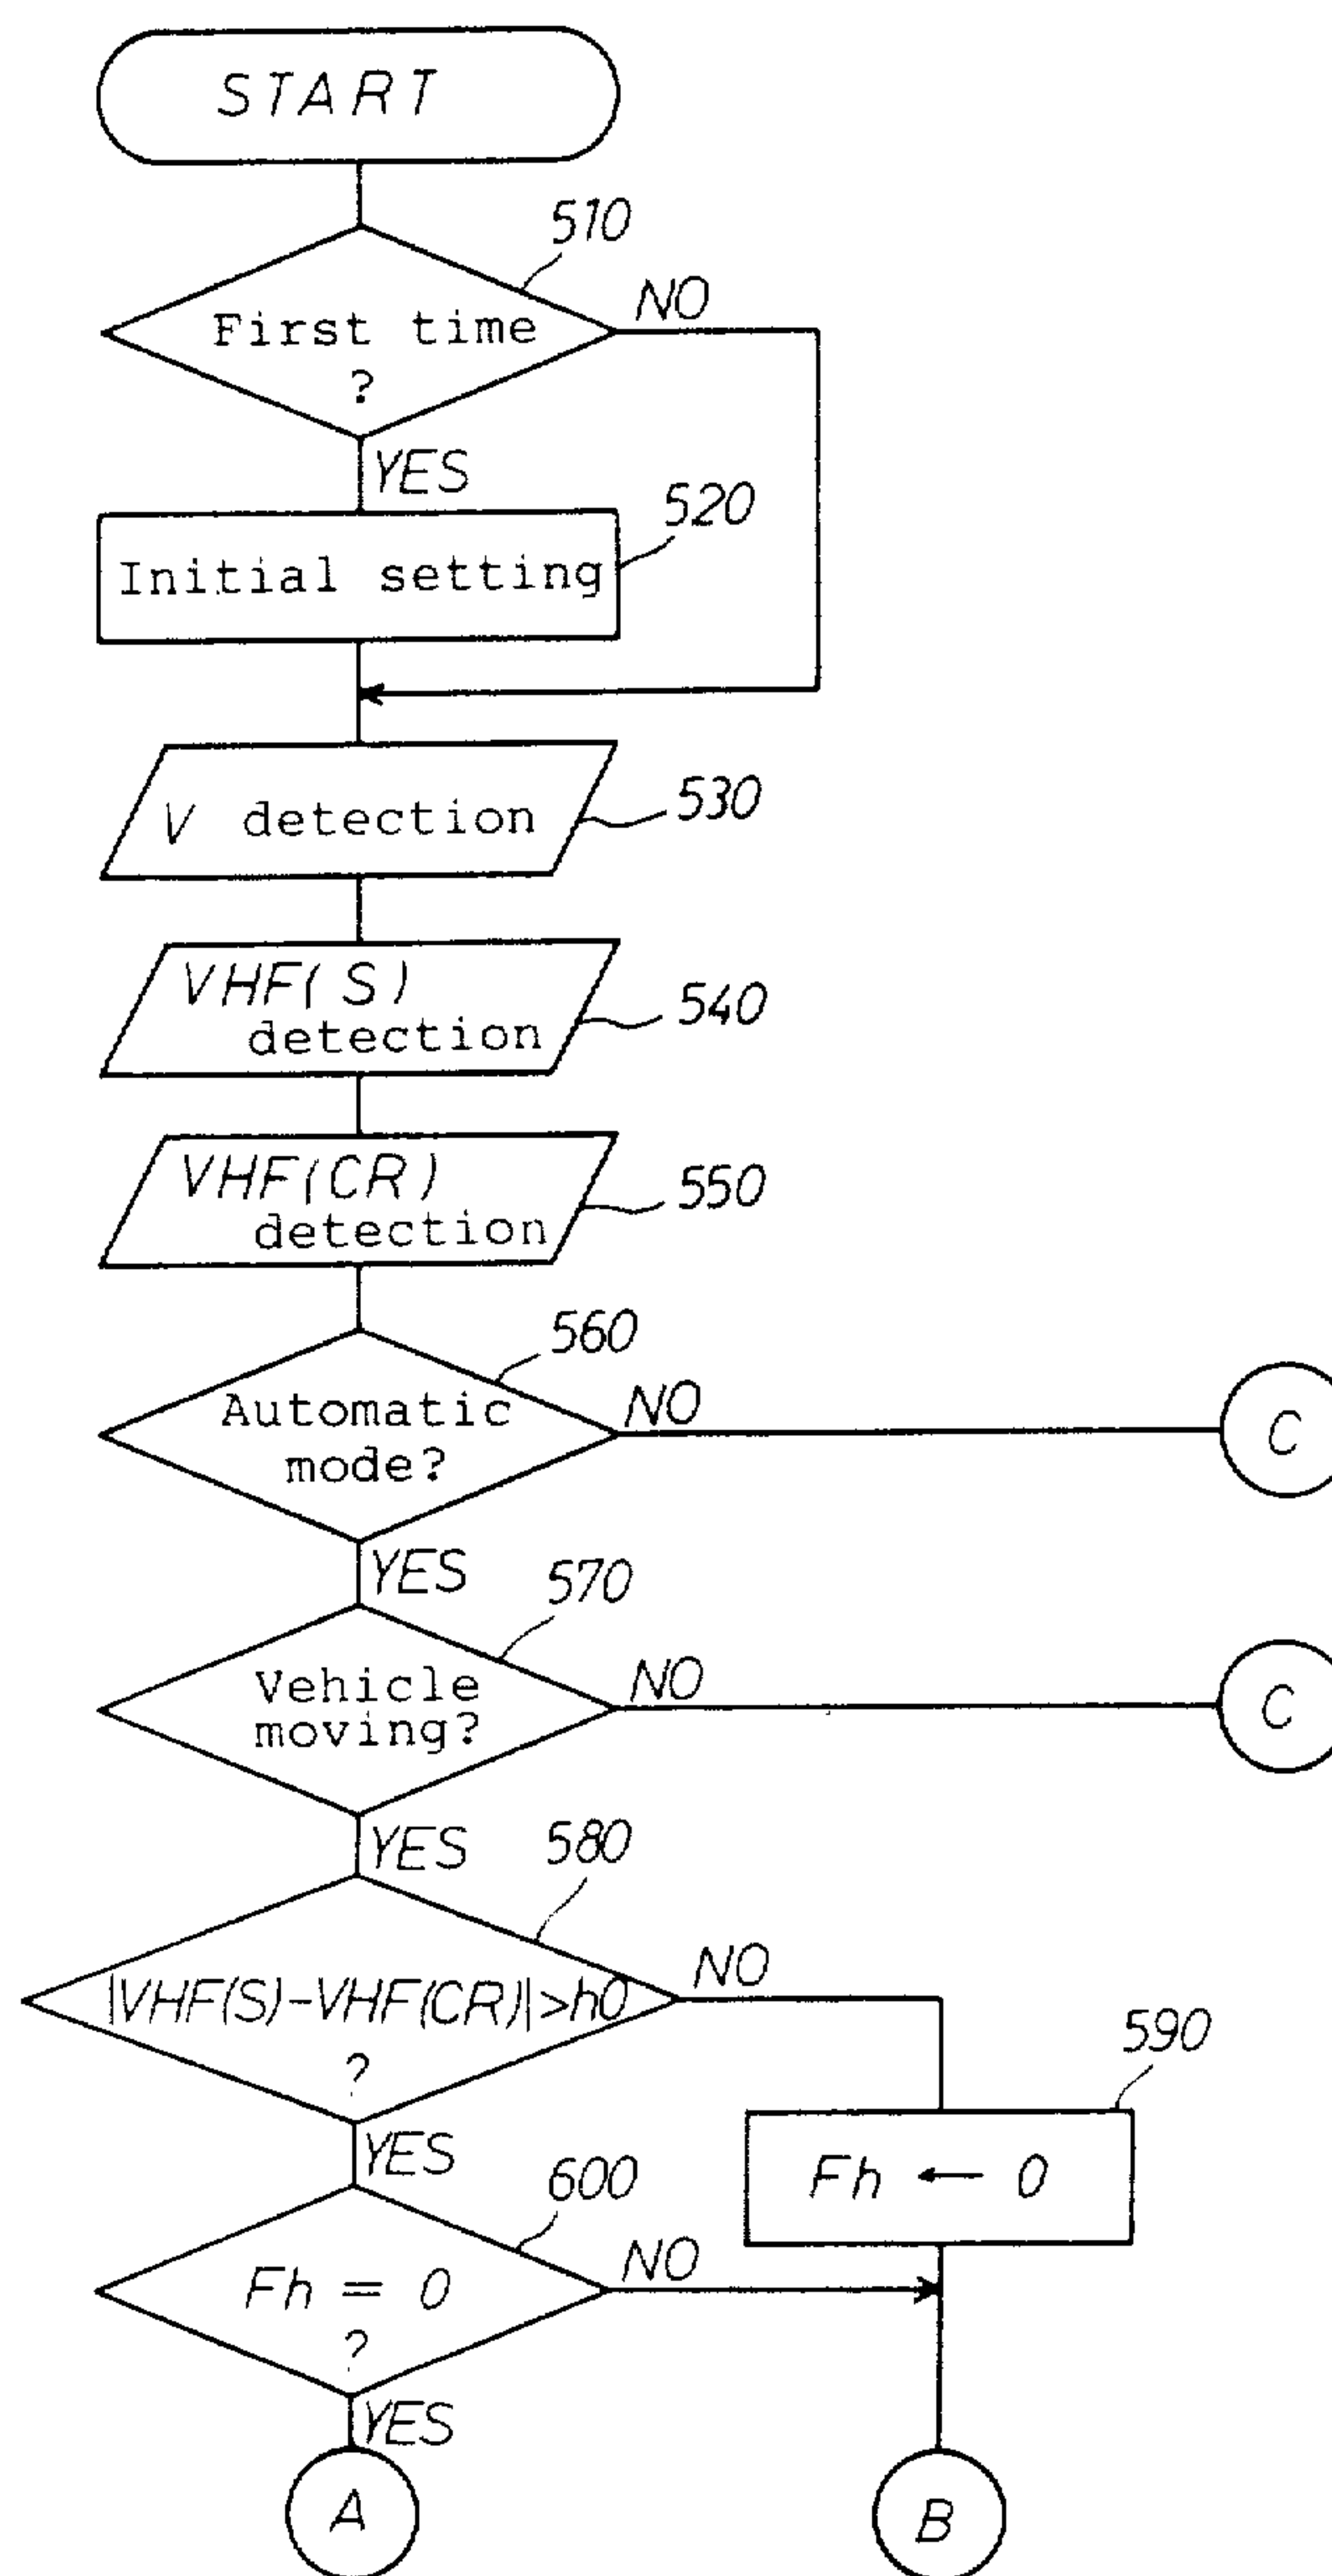 START
510
First time
?
NO
YES
520
Initial setting
V detection
530
VHF(S)
detection
540
VHF(CR)
detection
550
560
Automatic
mode?
NO
C
YES
570
Vehicle
moving?
NO
C
YES
580
|VHF(S)-VHF(CR)|>h0
?
NO
590
Fh ← 0
YES
600
Fh = 0
?
NO
YES
A
B